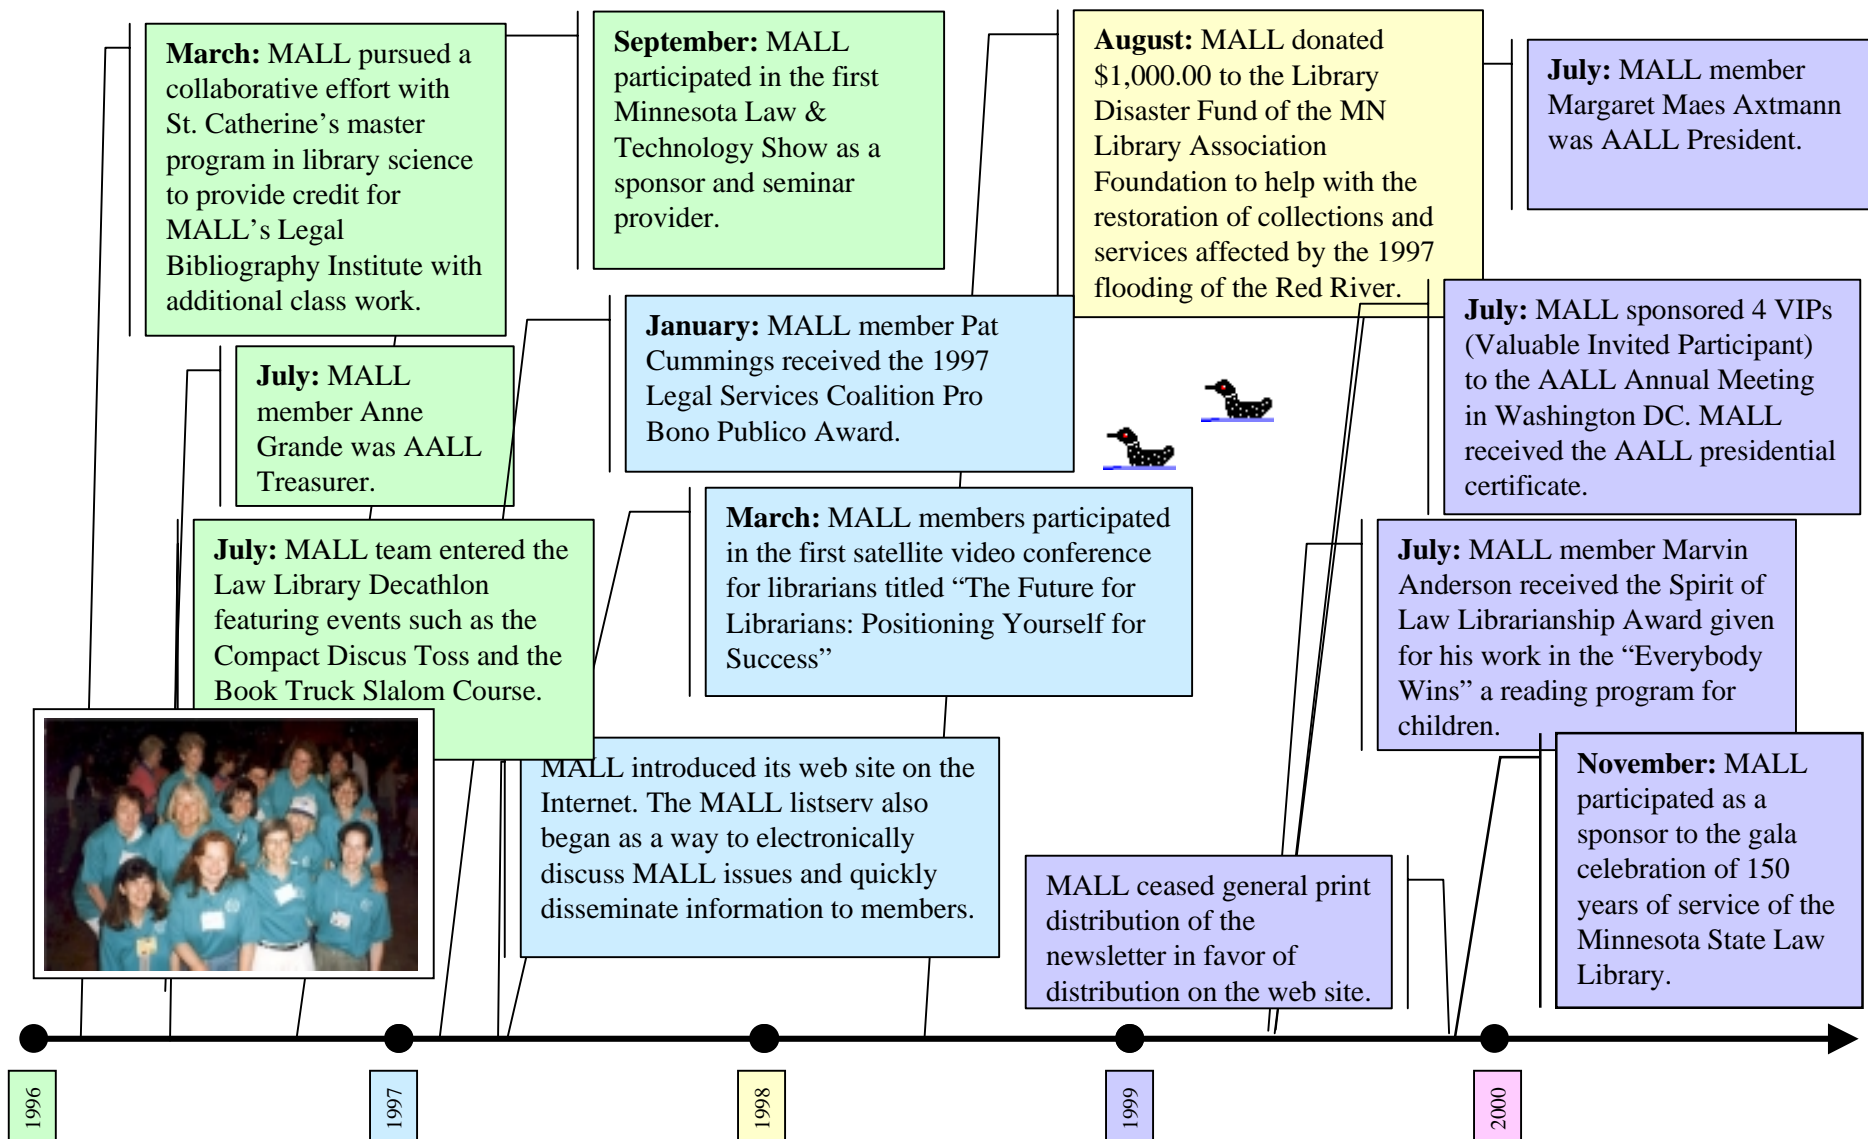 March: MALL pursued a
collaborative effort with
St. Catherine’s master
program in library science
to provide credit for
MALL’s Legal
Bibliography Institute with
additional class work.
September: MALL
participated in the first
Minnesota Law &
Technology Show as a
sponsor and seminar
provider.
August: MALL donated
$1,000.00 to the Library
Disaster Fund of the MN
Library Association
Foundation to help with the
restoration of collections and
services affected by the 1997
flooding of the Red River.
July: MALL member
Margaret Maes Axtmann
was AALL President.
July: MALL
member Anne
Grande was AALL
Treasurer.
January: MALL member Pat
Cummings received the 1997
Legal Services Coalition Pro
Bono Publico Award.
July: MALL sponsored 4 VIPs
(Valuable Invited Participant)
to the AALL Annual Meeting
in Washington DC. MALL
received the AALL presidential
certificate.
July: MALL team entered the
Law Library Decathlon
featuring events such as the
Compact Discus Toss and the
Book Truck Slalom Course.
March: MALL members participated
in the first satellite video conference
for librarians titled “The Future for
Librarians: Positioning Yourself for
Success”
July: MALL member Marvin
Anderson received the Spirit of
Law Librarianship Award given
for his work in the “Everybody
Wins” a reading program for
children.
MALL introduced its web site on the
Internet. The MALL listserv also
began as a way to electronically
discuss MALL issues and quickly
disseminate information to members.
MALL ceased general print
distribution of the
newsletter in favor of
distribution on the web site.
November: MALL
participated as a
sponsor to the gala
celebration of 150
years of service of the
Minnesota State Law
Library.
1996
1997
1998
1999
2000